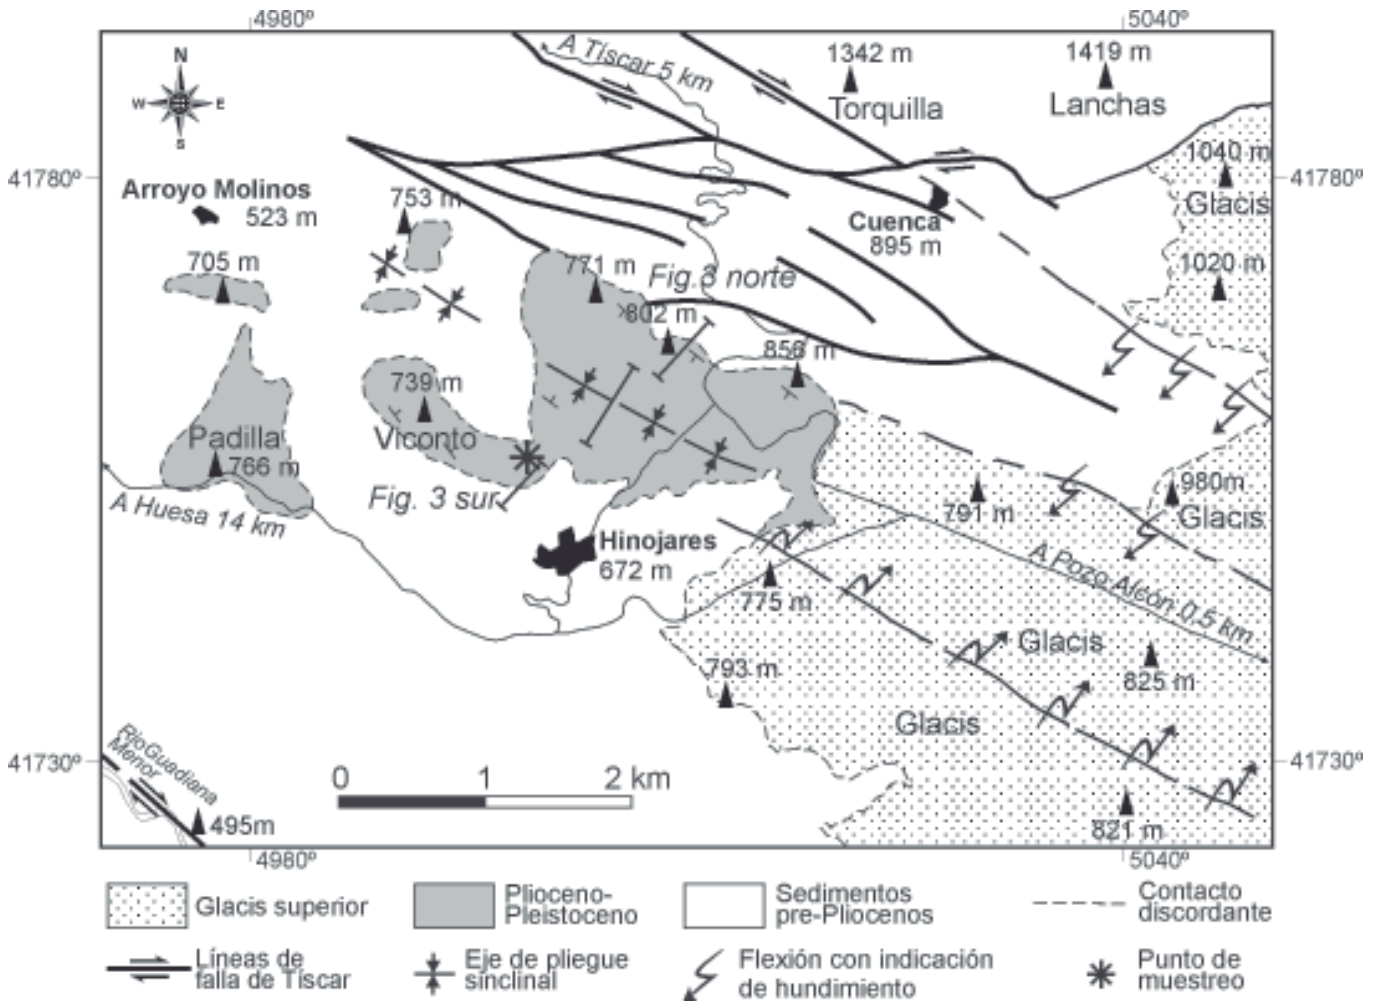 4980º
5040º
A Tíscar 5 km
1342 m
Torquilla
1419 m
Lanchas
N
W
E
S
41780º
41780º
1040 m
Glacis
Arroyo Molinos
523 m
753 m
Cuenca
895 m
705 m
771 m
Fig.3 norte
1020 m
802 m
856 m
739 m
Viconto
Padilla
766 m
Fig. 3 sur
A Huesa 14 km
791 m
980m
Glacis
Hinojares
672 m
775 m
A Pozo Alcón 0,5 km
Glacis
825 m
793 m
Glacis
41730º
41730º
Río Guadiana
Menor
495m
0
1
2 km
821 m
4980º
5040º
Glacis superior
Plioceno-
Pleistoceno
Sedimentos
pre-Pliocenos
Contacto
discordante
Líneas de
falla de Tíscar
Eje de pliegue
sinclinal
Flexión con indicación
de hundimiento
Punto de
muestreo